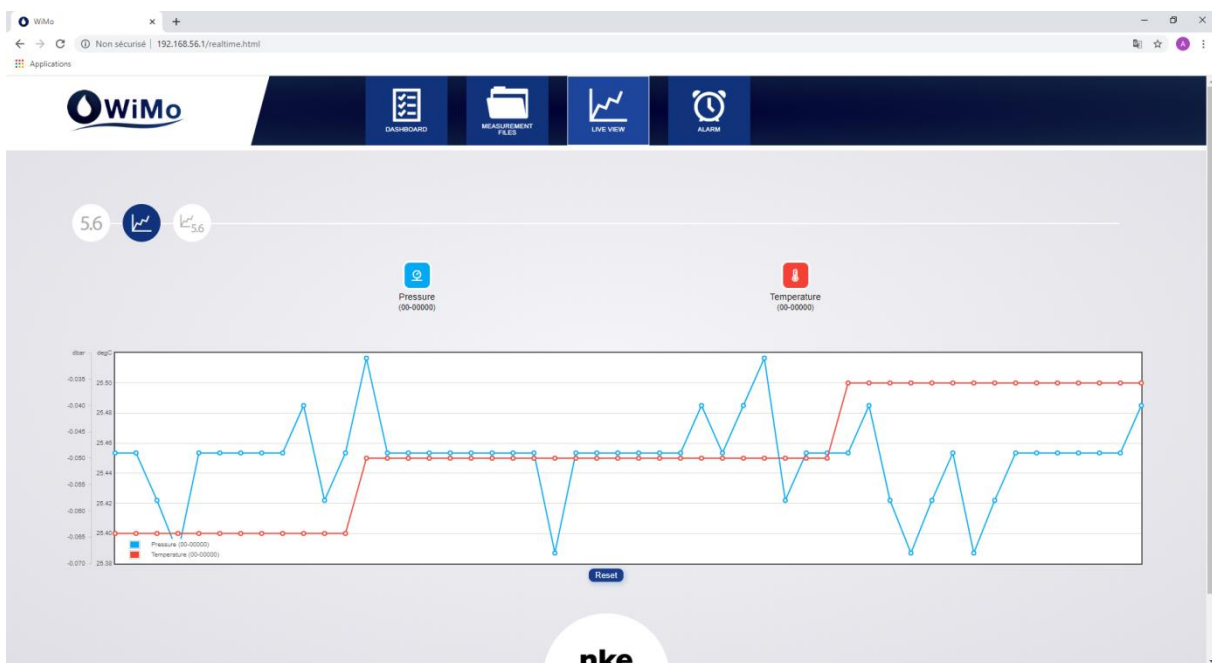 WiMo
Non sécurisé | 192.168.56.1/realtime.html
A
Applications
WiMo
DASHBOARD
MEASUREMENT
FILES
LIVE VIEW
ALARM
5.6
5.6
Pressure
(00-00000)
Temperature
(00-00000)
dbar degC
-0.035 25.50
-0.040 25.48
-0.045 25.46
-0.050 25.44
-0.055 25.42
-0.060 25.40
-0.065 25.38
-0.070
Pressure (00-00000)
Temperature (00-00000)
Reset
nke